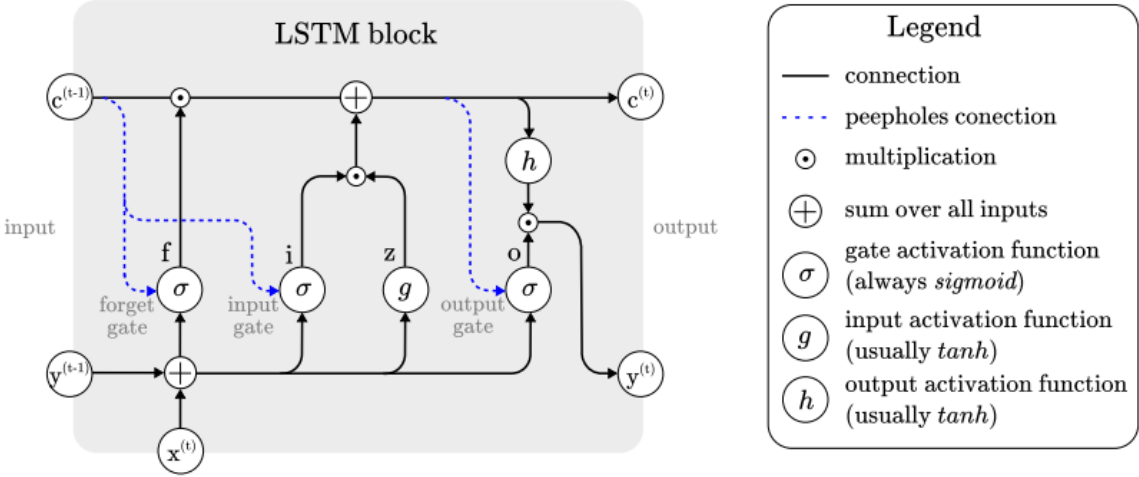 LSTM block
c(t-1)
c(t)
h
input
output
f
i
z
o
σ
σ
g
σ
forget
gate
input
gate
output
gate
y(t-1)
y(t)
x(t)
Legend
connection
peepholes conection
multiplication
sum over all inputs
σ
gate activation function
(always sigmoid)
g
input activation function
(usually tanh)
h
output activation function
(usually tanh)